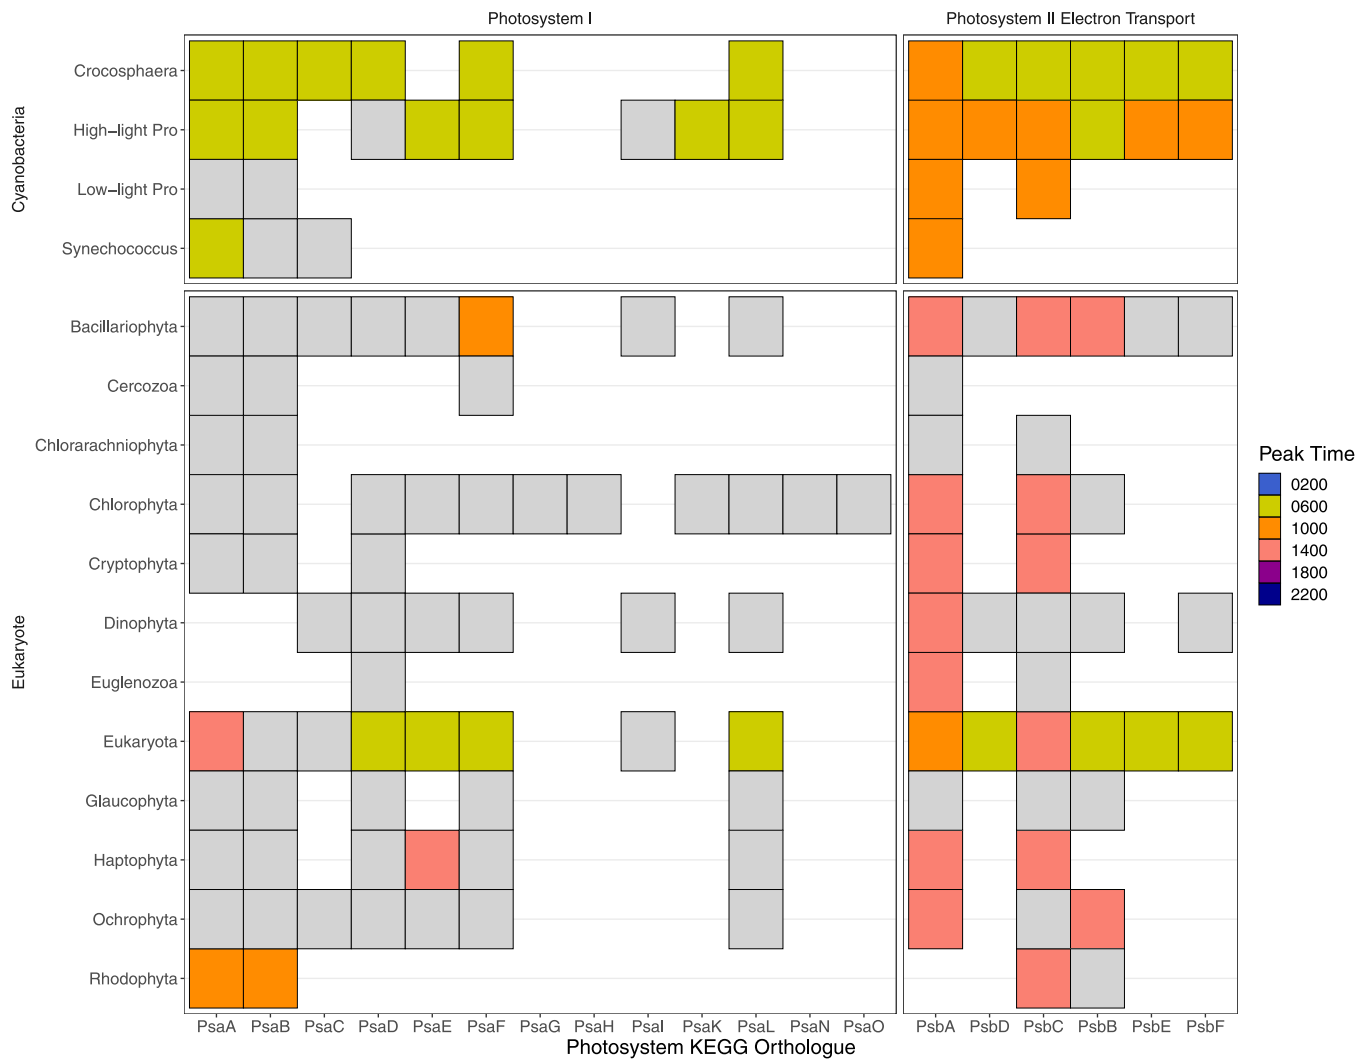 Photosystem I
Photosystem II Electron Transport
Cyanobacteria
Crocosphaera
High−light Pro
Low−light Pro
Synechococcus
Eukaryote
Bacillariophyta
Cercozoa
Chlorarachniophyta
Chlorophyta
Cryptophyta
Dinophyta
Euglenozoa
Eukaryota
Glaucophyta
Haptophyta
Ochrophyta
Rhodophyta
PsaA PsaB PsaC PsaD PsaE PsaF PsaG PsaH PsaI PsaK PsaL PsaN PsaO PsbA PsbD PsbC PsbB PsbE PsbF
Photosystem KEGG Orthologue
Peak Time
0200
0600
1000
1400
1800
2200